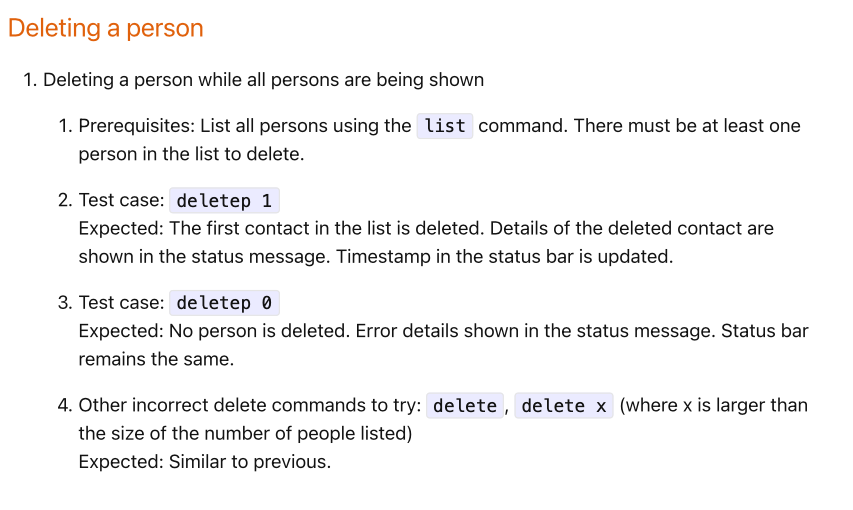 Deleting a person
1. Deleting a person while all persons are being shown
1. Prerequisites: List all persons using the list command. There must be at least one
person in the list to delete.
2. Test case: deletep 1
Expected: The first contact in the list is deleted. Details of the deleted contact are
shown in the status message. Timestamp in the status bar is updated.
3. Test case: deletep 0
Expected: No person is deleted. Error details shown in the status message. Status bar
remains the same.
4. Other incorrect delete commands to try: delete, delete x (where x is larger than
the size of the number of people listed)
Expected: Similar to previous.